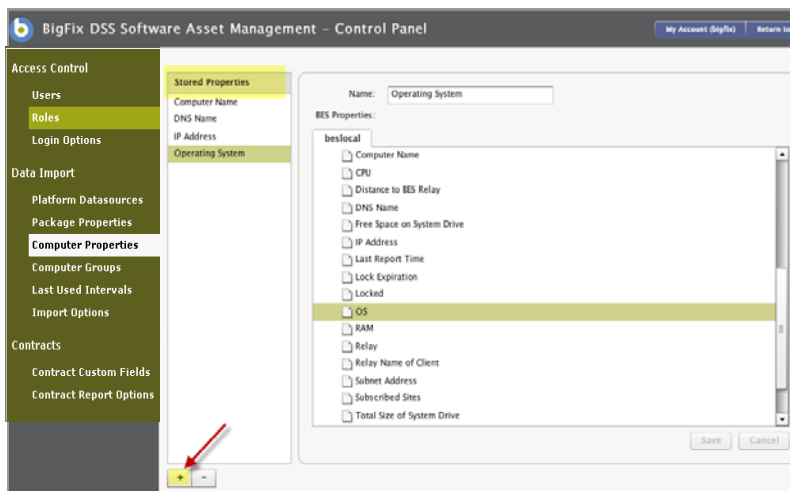 BigFix DSS Software Asset Management - Control Panel
My Account (bigfix)
Return to
Access Control
Users
Roles
Login Options
Data Import
Platform Datasources
Package Properties
Computer Properties
Computer Groups
Last Used Intervals
Import Options
Contracts
Contract Custom Fields
Contract Report Options
Stored Properties
Computer Name
DNS Name
IP Address
Operating System
+
-
Name: Operating System
BES Properties:
beslocal
Computer Name
CPU
Distance to BES Relay
DNS Name
Free Space on System Drive
IP Address
Last Report Time
Lock Expiration
Locked
OS
RAM
Relay
Relay Name of Client
Subnet Address
Subscribed Sites
Total Size of System Drive
Save
Cancel